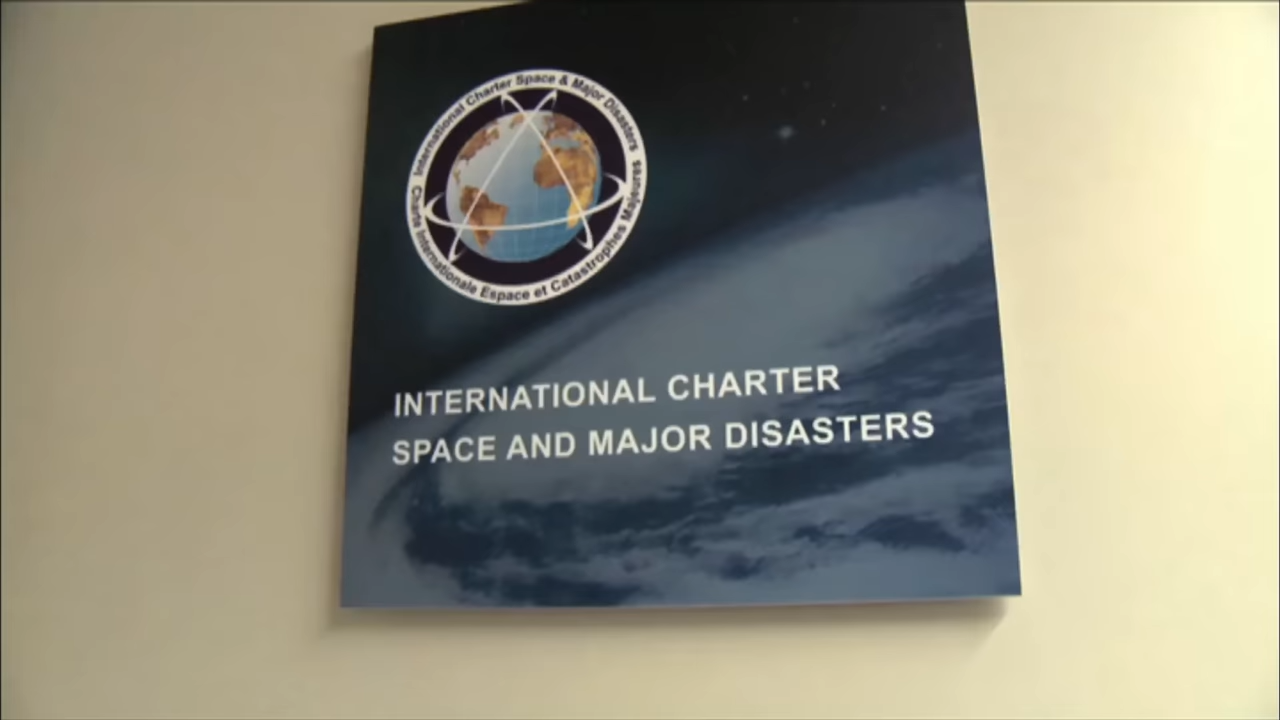 International Charter Space & Major Disasters
Charte Internationale Espace et Catastrophes Majeures
INTERNATIONAL CHARTER
SPACE AND MAJOR DISASTERS